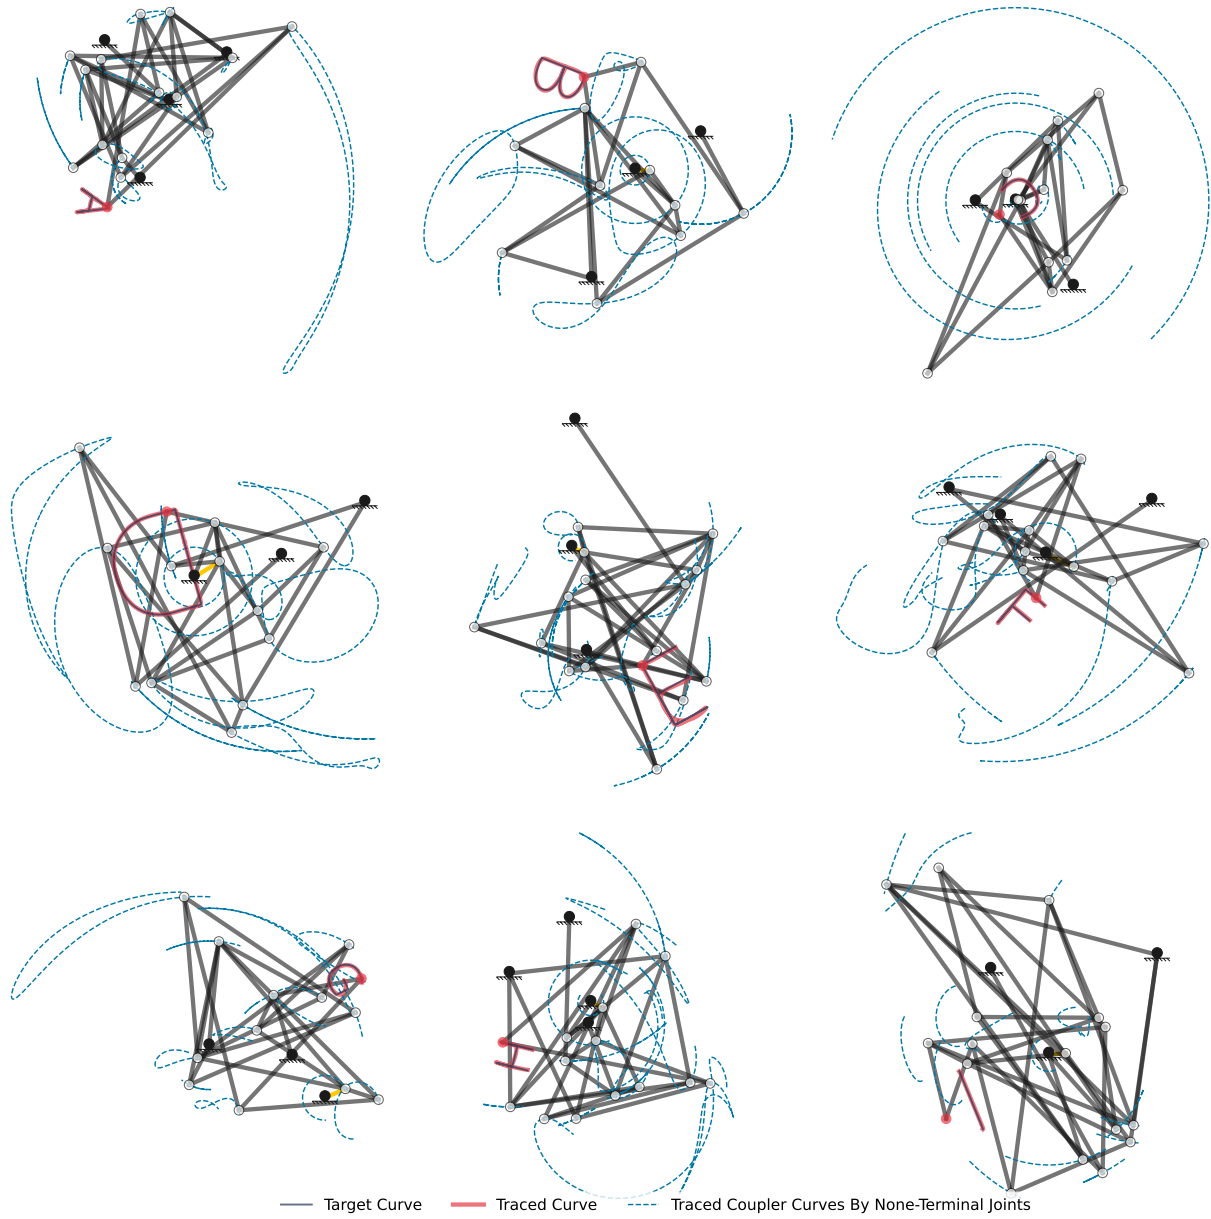 A B C
D E F
G H I
Target Curve Traced Curve Traced Coupler Curves By None-Terminal Joints